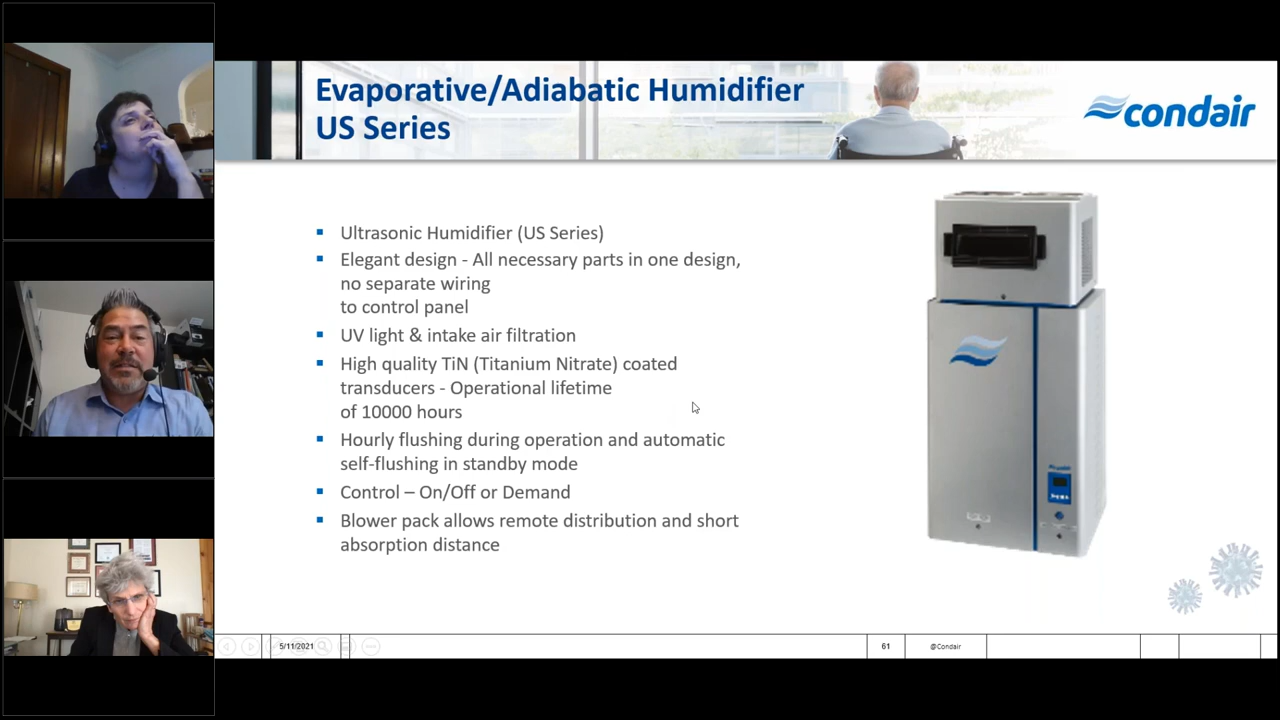 Evaporative/Adiabatic Humidifier
US Series
condair
Ultrasonic Humidifier (US Series)
Elegant design - All necessary parts in one design,
no separate wiring
to control panel
UV light & intake air filtration
High quality TiN (Titanium Nitrate) coated
transducers - Operational lifetime
of 10000 hours
Hourly flushing during operation and automatic
self-flushing in standby mode
Control – On/Off or Demand
Blower pack allows remote distribution and short
absorption distance
5/11/2021
61
@Condair